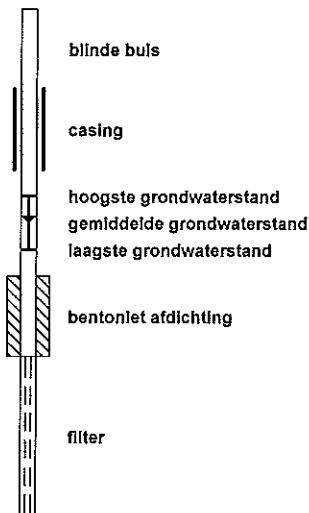 blinde buis
casing
hoogste grondwaterstand
gemiddelde grondwaterstand
laagste grondwaterstand
bentoniet afdichting
filter